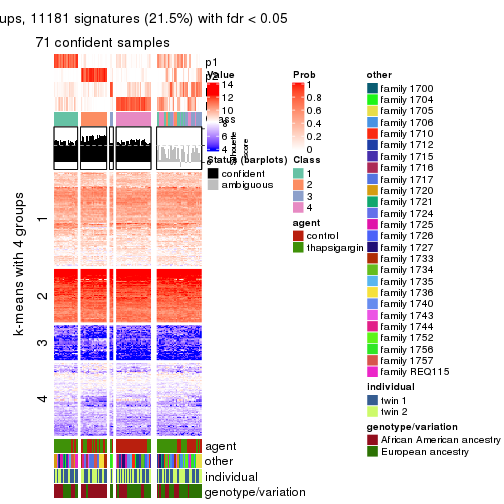 ups, 11181 signatures (21.5%) with fdr < 0.05
71 confident samples
p1
Value
14
12
8
6
Prob
1
0.8
0.6
0.4
0.2
0
Status (barplots)
confident
ambiguous
Class
1
2
3
4
agent
control
thapsigargin
other
family 1700
family 1704
family 1705
family 1706
family 1710
family 1712
family 1715
family 1716
family 1717
family 1720
family 1721
family 1724
family 1725
family 1726
family 1727
family 1733
family 1734
family 1735
family 1736
family 1740
family 1743
family 1744
family 1752
family 1756
family 1757
family REQ115
individual
twin 1
twin 2
genotype/variation
African American ancestry
European ancestry
k-means with 4 groups
1
2
3
4
agent
other
individual
genotype/variation